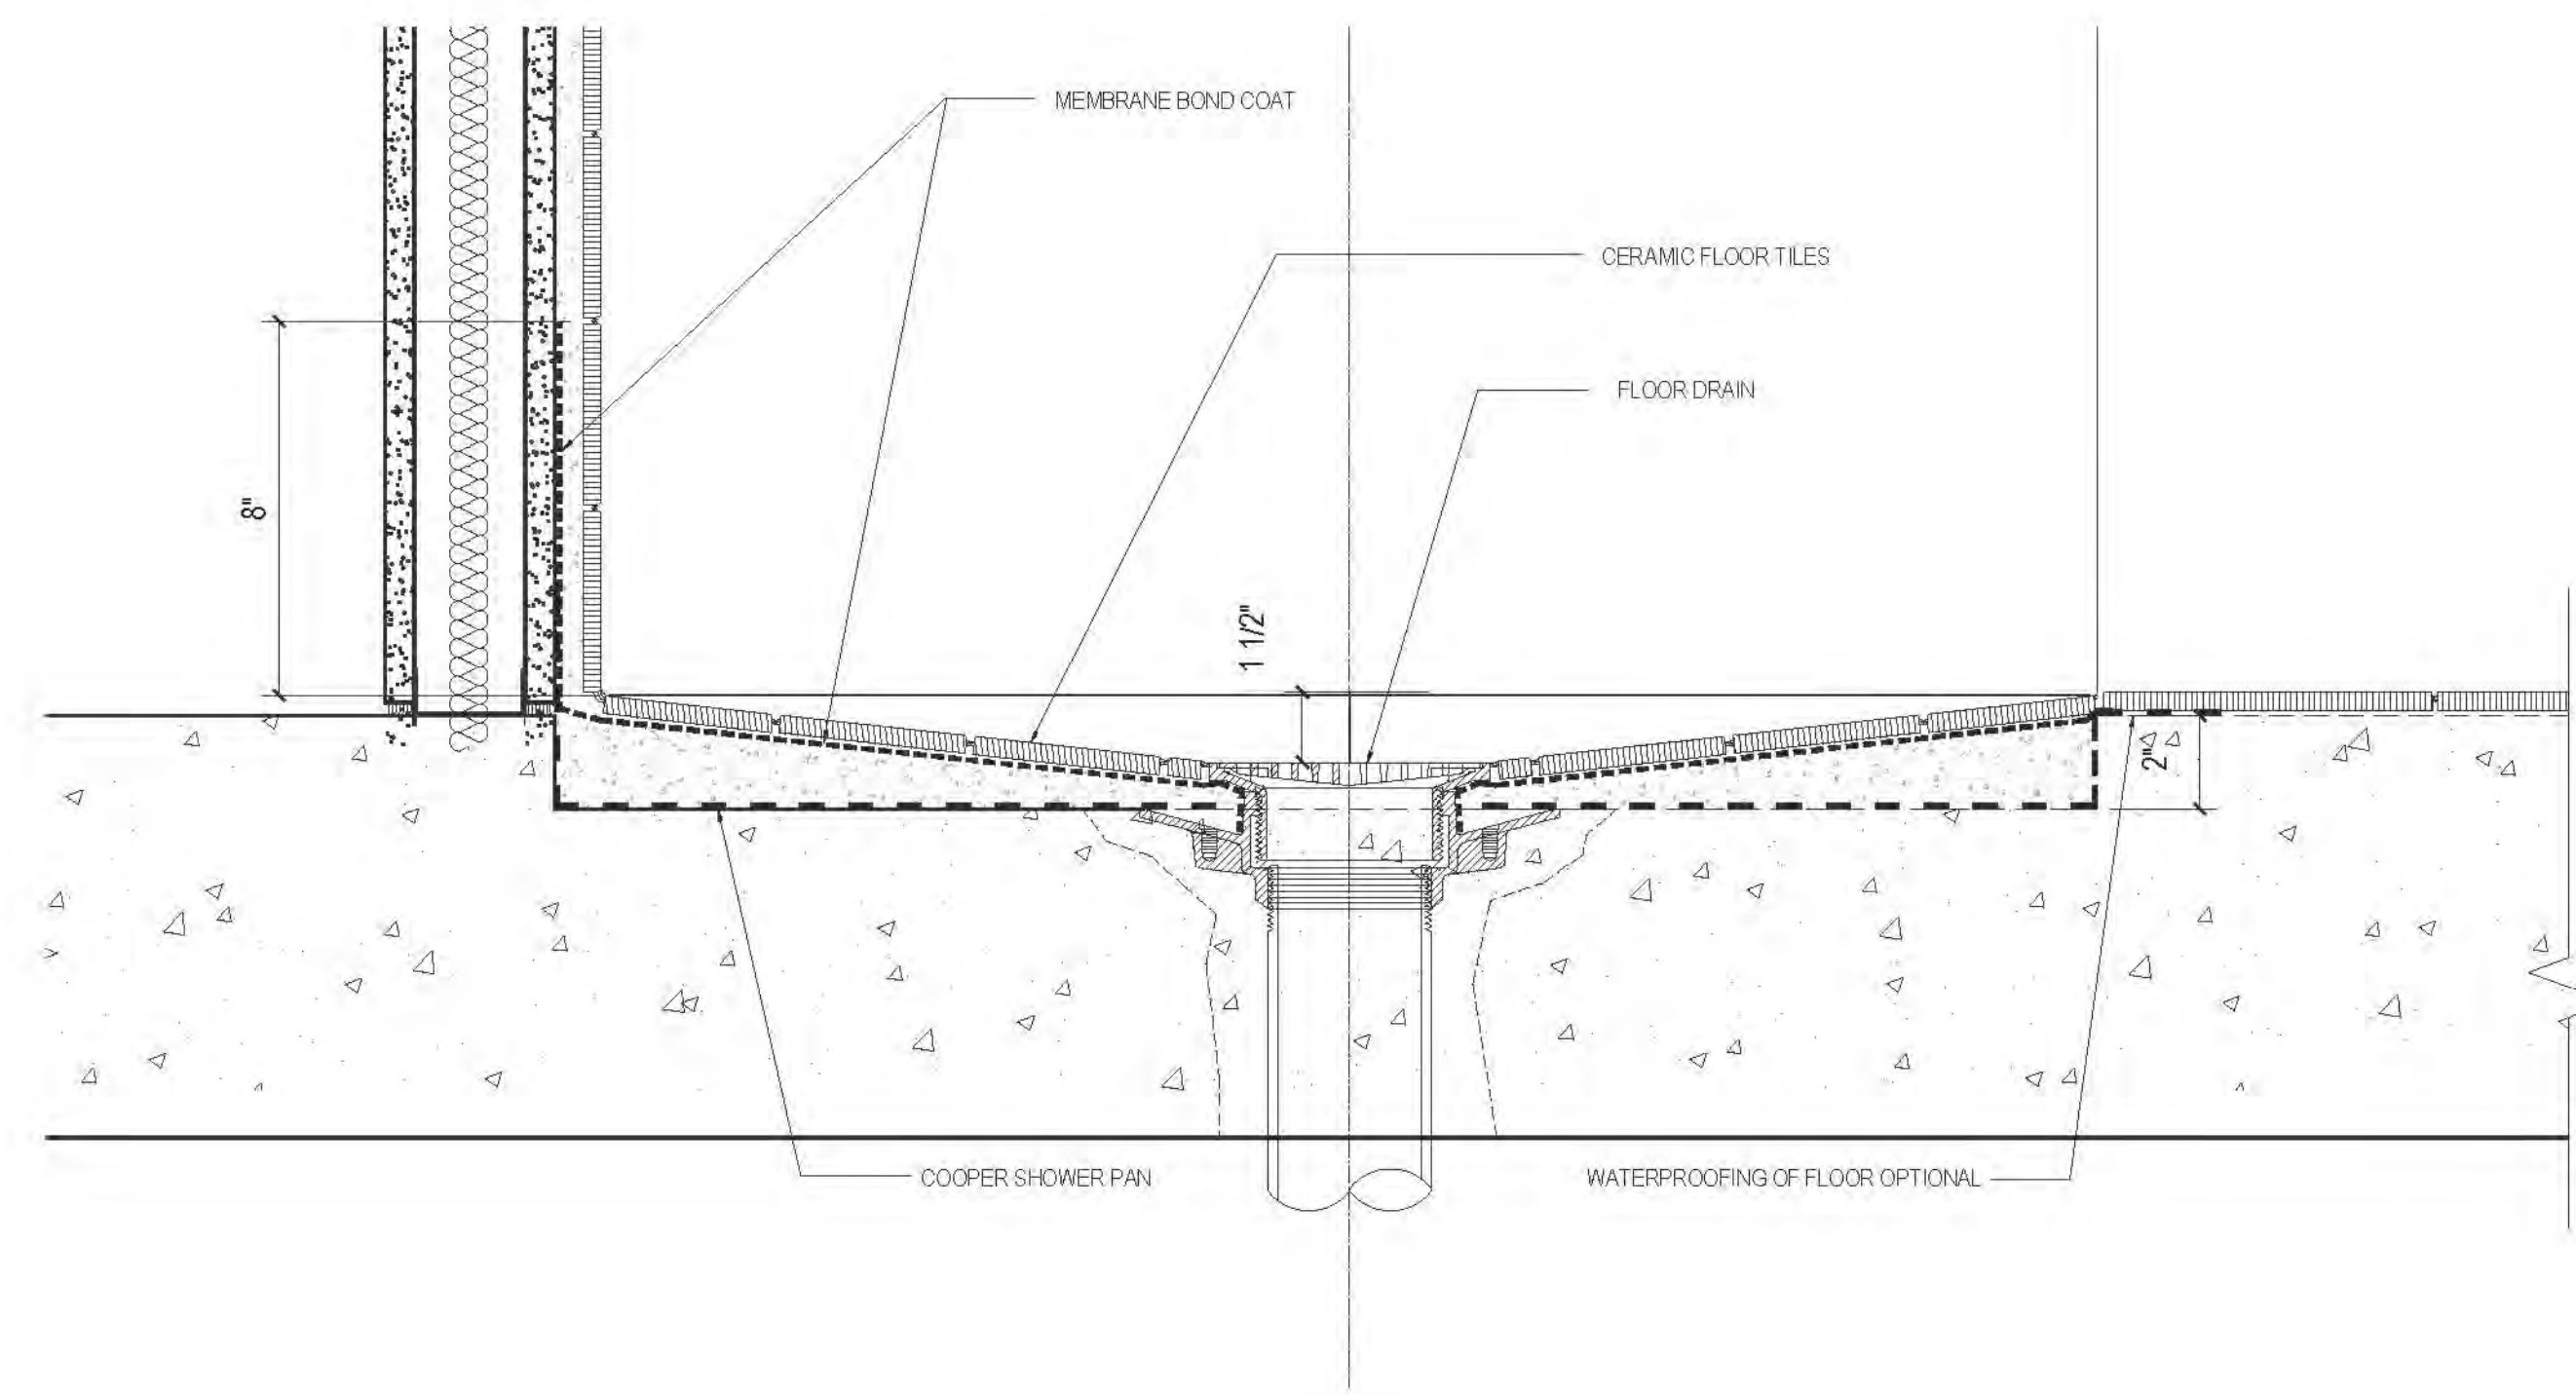 MEMBRANE BOND COAT
CERAMIC FLOOR TILES
FLOOR DRAIN
8"
1 1/2"
2"
COOPER SHOWER PAN
WATERPROOFING OF FLOOR OPTIONAL